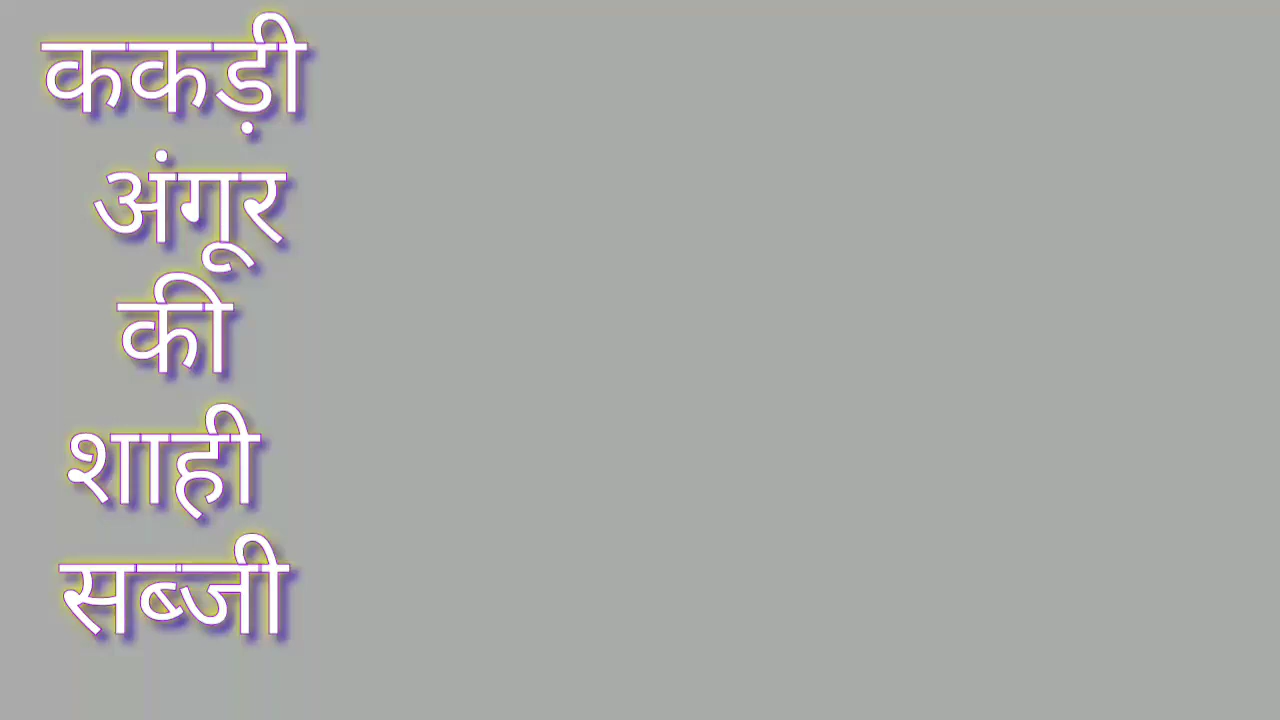 ककड़ी
अंगूर
की
शाही
सब्जी